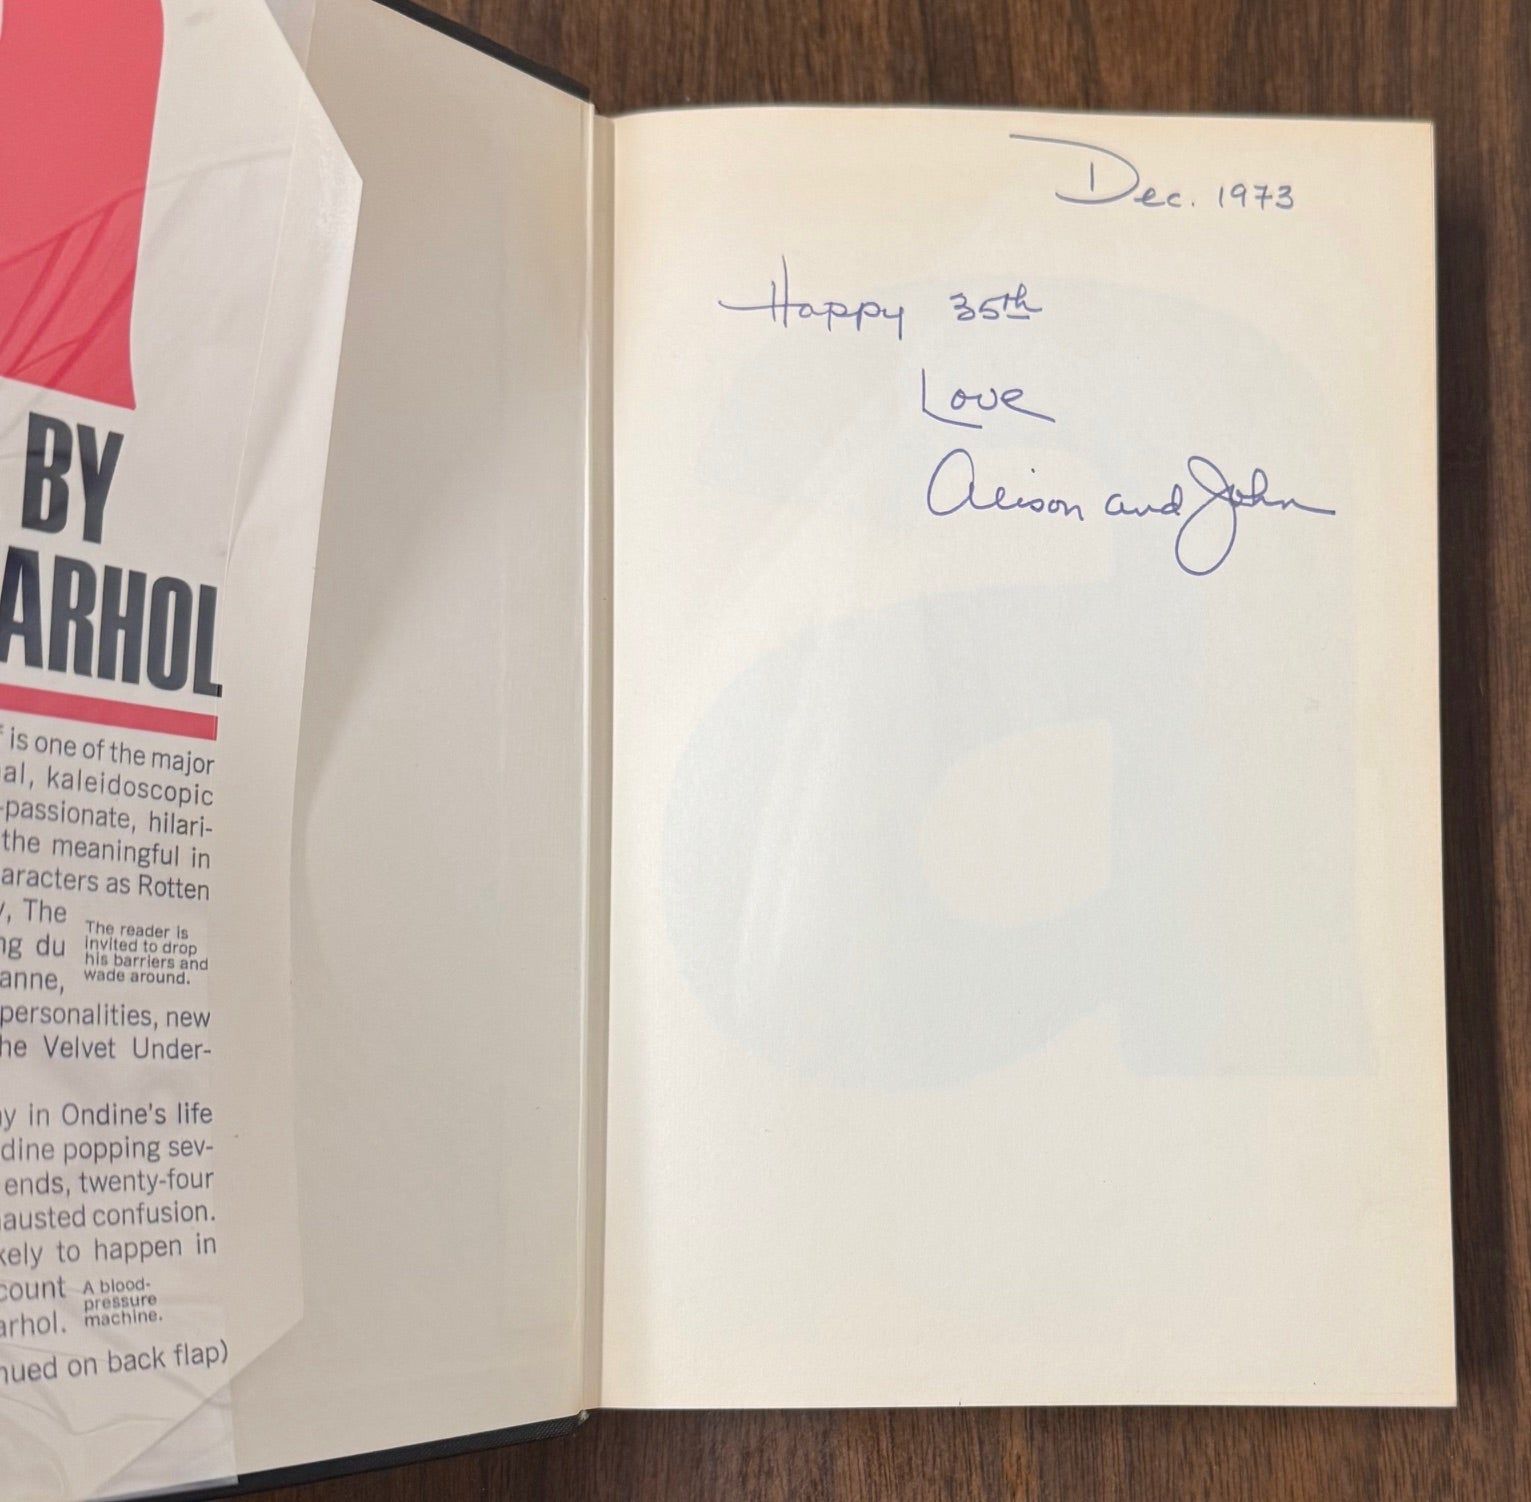 BY
ARHOL
is one of the major
al, kaleidoscopic
-passionate, hilari-
the meaningful in
aracters as Rotten
y, The
ng du
anne,
The reader is
invited to drop
his barriers and
wade around.
personalities, new
he Velvet Under-
ay in Ondine's life
dine popping sev-
ends, twenty-four
austed confusion.
kely to happen in
count
arhol.
A blood-
pressure
machine.
nued on back flap)
Dec. 1973
Happy 35th
Love
Alison and John
a